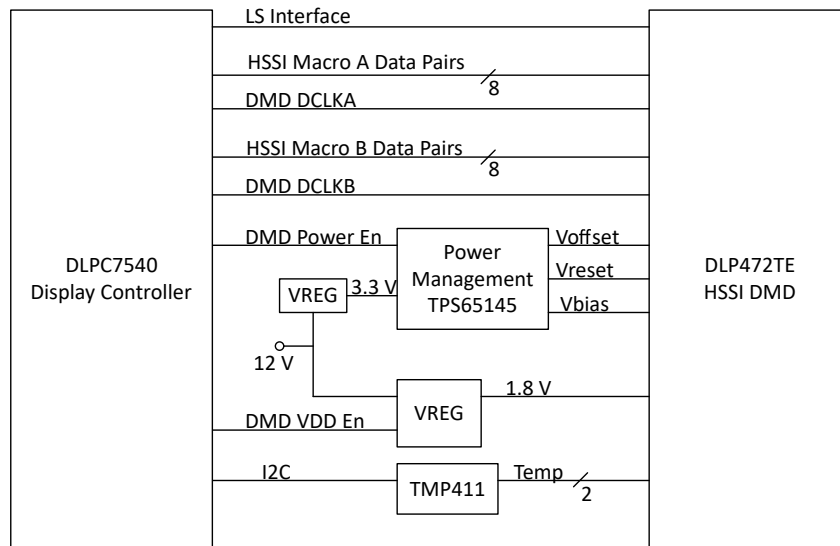 LS Interface
HSSI Macro A Data Pairs
8
DMD DCLKA
HSSI Macro B Data Pairs
8
DMD DCLKB
DMD Power En
Power
Management
TPS65145
Voffset
Vreset
Vbias
DLPC7540
Display Controller
DLP472TE
HSSI DMD
VREG
3.3 V
12 V
VREG
1.8 V
DMD VDD En
I2C
TMP411
Temp
2